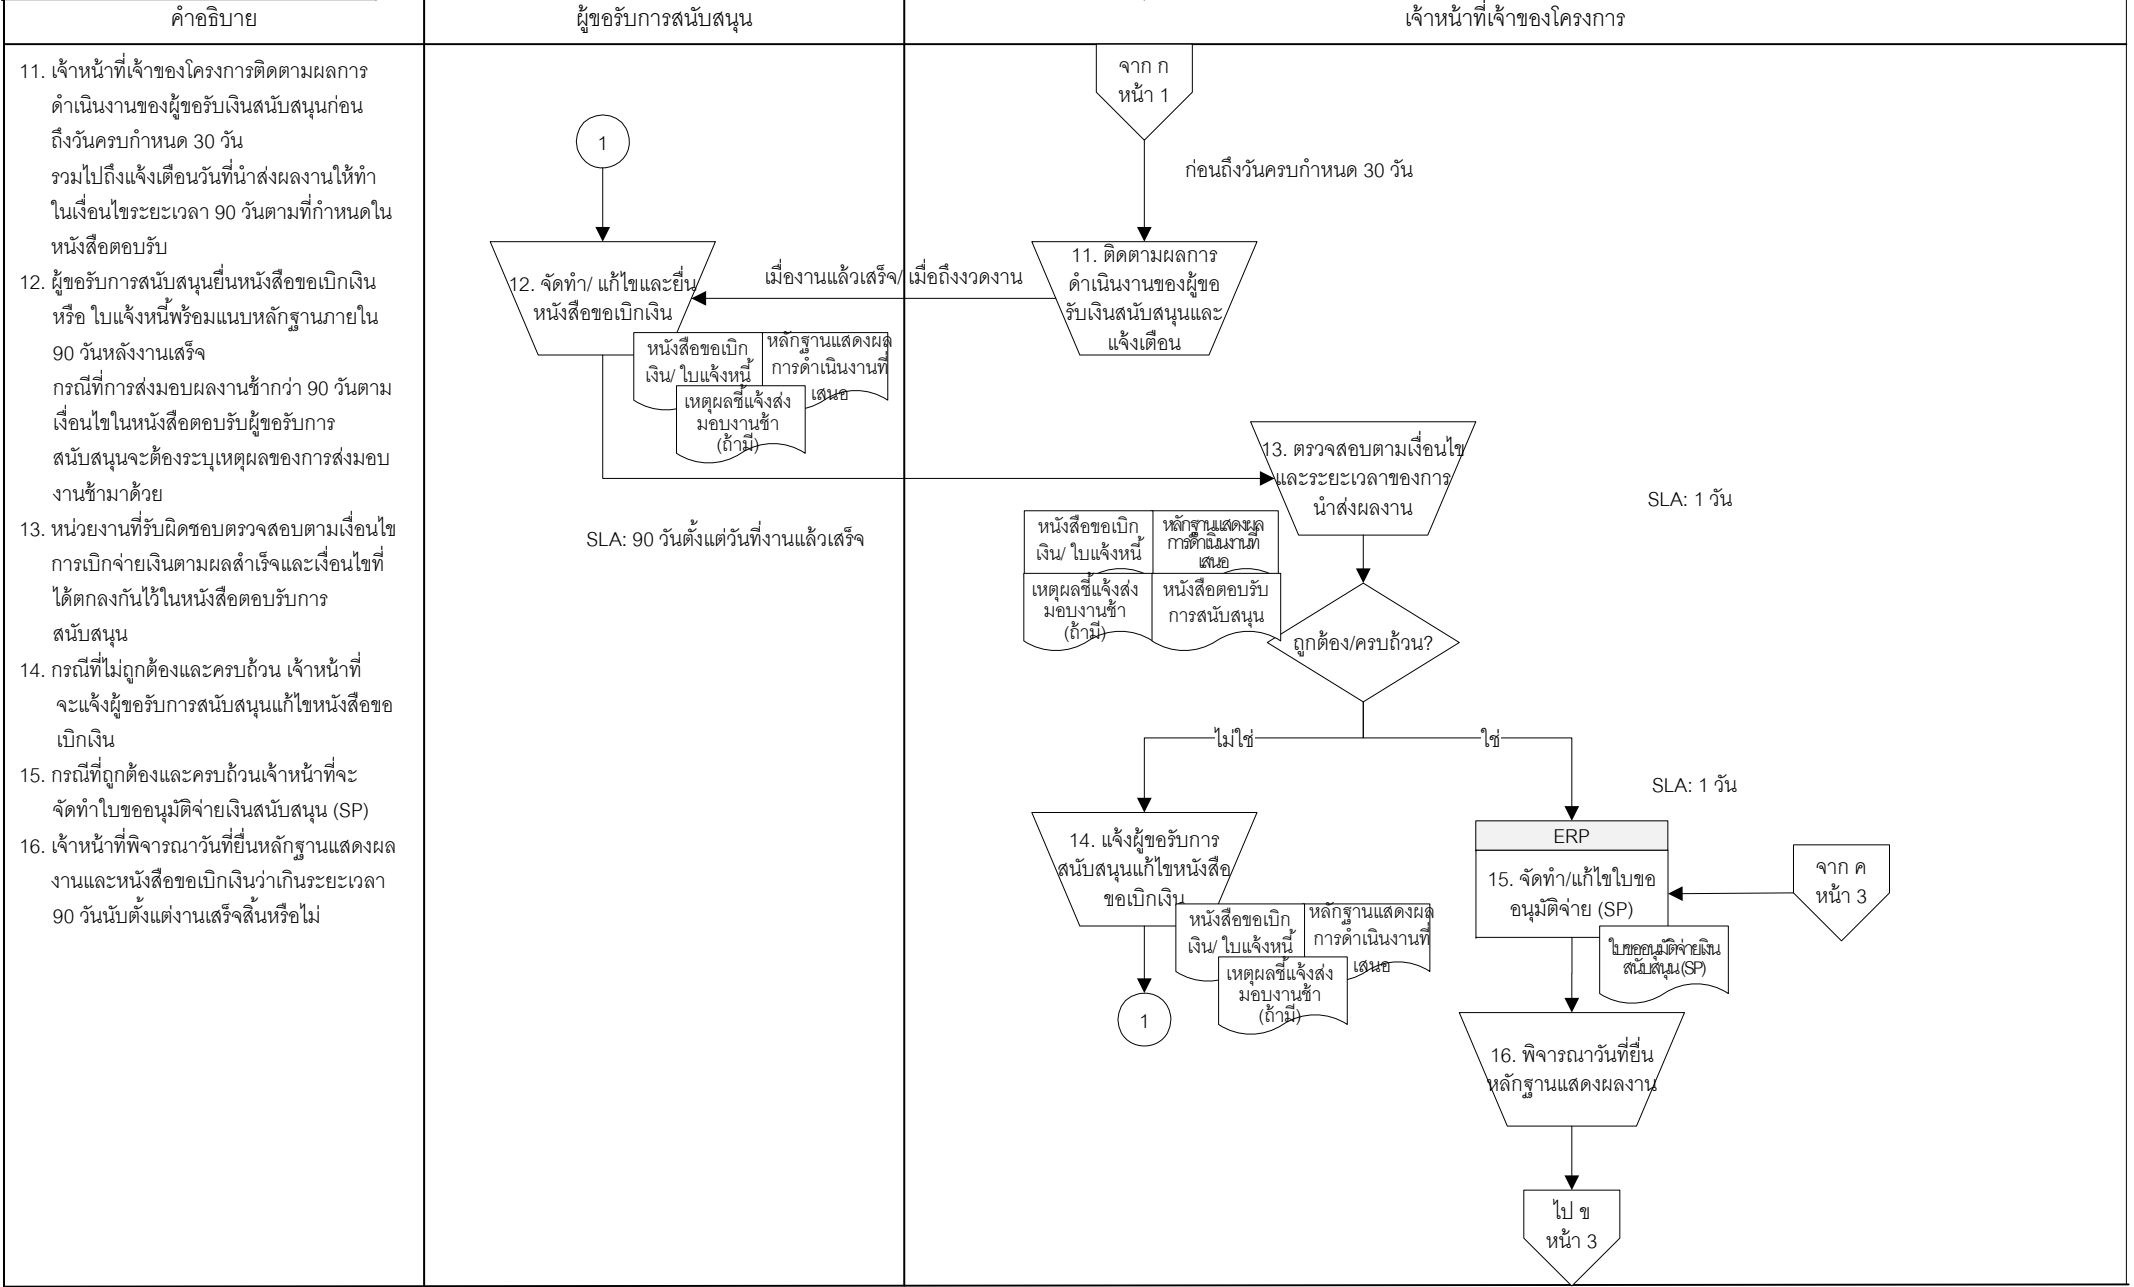 คำอธิบาย
ผู้ขอรับการสนับสนุน
เจ้าหน้าที่เจ้าของโครงการ
11. เจ้าหน้าที่เจ้าของโครงการติดตามผลการ
ดำเนินงานของผู้ขอรับเงินสนับสนุนก่อน
ถึงวันครบกำหนด 30 วัน
รวมไปถึงแจ้งเตือนวันที่นำส่งผลงานให้ทำ
ในเงื่อนไขระยะเวลา 90 วันตามที่กำหนดใน
หนังสือตอบรับ
12. ผู้ขอรับการสนับสนุนยื่นหนังสือขอเบิกเงิน
หรือ ใบแจ้งหนี้พร้อมแนบหลักฐานภายใน
90 วันหลังงานเสร็จ
กรณีที่การส่งมอบผลงานช้ากว่า 90 วันตาม
เงื่อนไขในหนังสือตอบรับผู้ขอรับการ
สนับสนุนจะต้องระบุเหตุผลของการส่งมอบ
งานช้ามาด้วย
13. หน่วยงานที่รับผิดชอบตรวจสอบตามเงื่อนไข
การเบิกจ่ายเงินตามผลสำเร็จและเงื่อนไขที่
ได้ตกลงกันไว้ในหนังสือตอบรับการ
สนับสนุน
14. กรณีที่ไม่ถูกต้องและครบถ้วน เจ้าหน้าที่
จะแจ้งผู้ขอรับการสนับสนุนแก้ไขหนังสือขอ
เบิกเงิน
15. กรณีที่ถูกต้องและครบถ้วนเจ้าหน้าที่จะ
จัดทำใบขออนุมัติจ่ายเงินสนับสนุน (SP)
16. เจ้าหน้าที่พิจารณาวันที่ยื่นหลักฐานแสดงผล
งานและหนังสือขอเบิกเงินว่าเกินระยะเวลา
90 วันนับตั้งแต่งานเสร็จสิ้นหรือไม่
1
12. จัดทำ/ แก้ไขและยื่น
หนังสือขอเบิกเงิน
หนังสือขอเบิก
เงิน/ ใบแจ้งหนี้
หลักฐานแสดงผล
การดำเนินงานที่
เสนอ
เหตุผลชี้แจ้งส่ง
มอบงานช้า
(ถ้ามี)
SLA: 90 วันตั้งแต่วันที่งานแล้วเสร็จ
เมื่องานแล้วเสร็จ/ เมื่อถึงงวดงาน
จาก ก
หน้า 1
ก่อนถึงวันครบกำหนด 30 วัน
11. ติดตามผลการ
ดำเนินงานของผู้ขอ
รับเงินสนับสนุนและ
แจ้งเตือน
13. ตรวจสอบตามเงื่อนไข
และระยะเวลาของการ
นำส่งผลงาน
SLA: 1 วัน
หนังสือขอเบิก
เงิน/ ใบแจ้งหนี้
หลักฐานแสดงผล
การดำเนินงานที่
เสนอ
เหตุผลชี้แจ้งส่ง
มอบงานช้า
(ถ้ามี)
หนังสือตอบรับ
การสนับสนุน
ถูกต้อง/ครบถ้วน?
ไม่ใช่
ใช่
SLA: 1 วัน
14. แจ้งผู้ขอรับการ
สนับสนุนแก้ไขหนังสือ
ขอเบิกเงิน
หนังสือขอเบิก
เงิน/ ใบแจ้งหนี้
หลักฐานแสดงผล
การดำเนินงานที่
เสนอ
เหตุผลชี้แจ้งส่ง
มอบงานช้า
(ถ้ามี)
1
ERP
15. จัดทำ/แก้ไขใบขอ
อนุมัติจ่าย (SP)
ใบขออนุมัติจ่ายเงิน
สนับสนุน (SP)
จาก ค
หน้า 3
16. พิจารณาวันที่ยื่น
หลักฐานแสดงผลงาน
ไป ข
หน้า 3